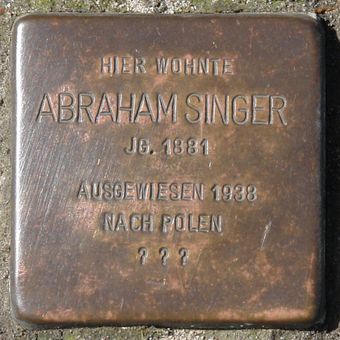 HIER WOHNTE
ABRAHAM SINGER
JG. 1881
AUSGEWIESEN 1938
NACH POLEN
? ? ?